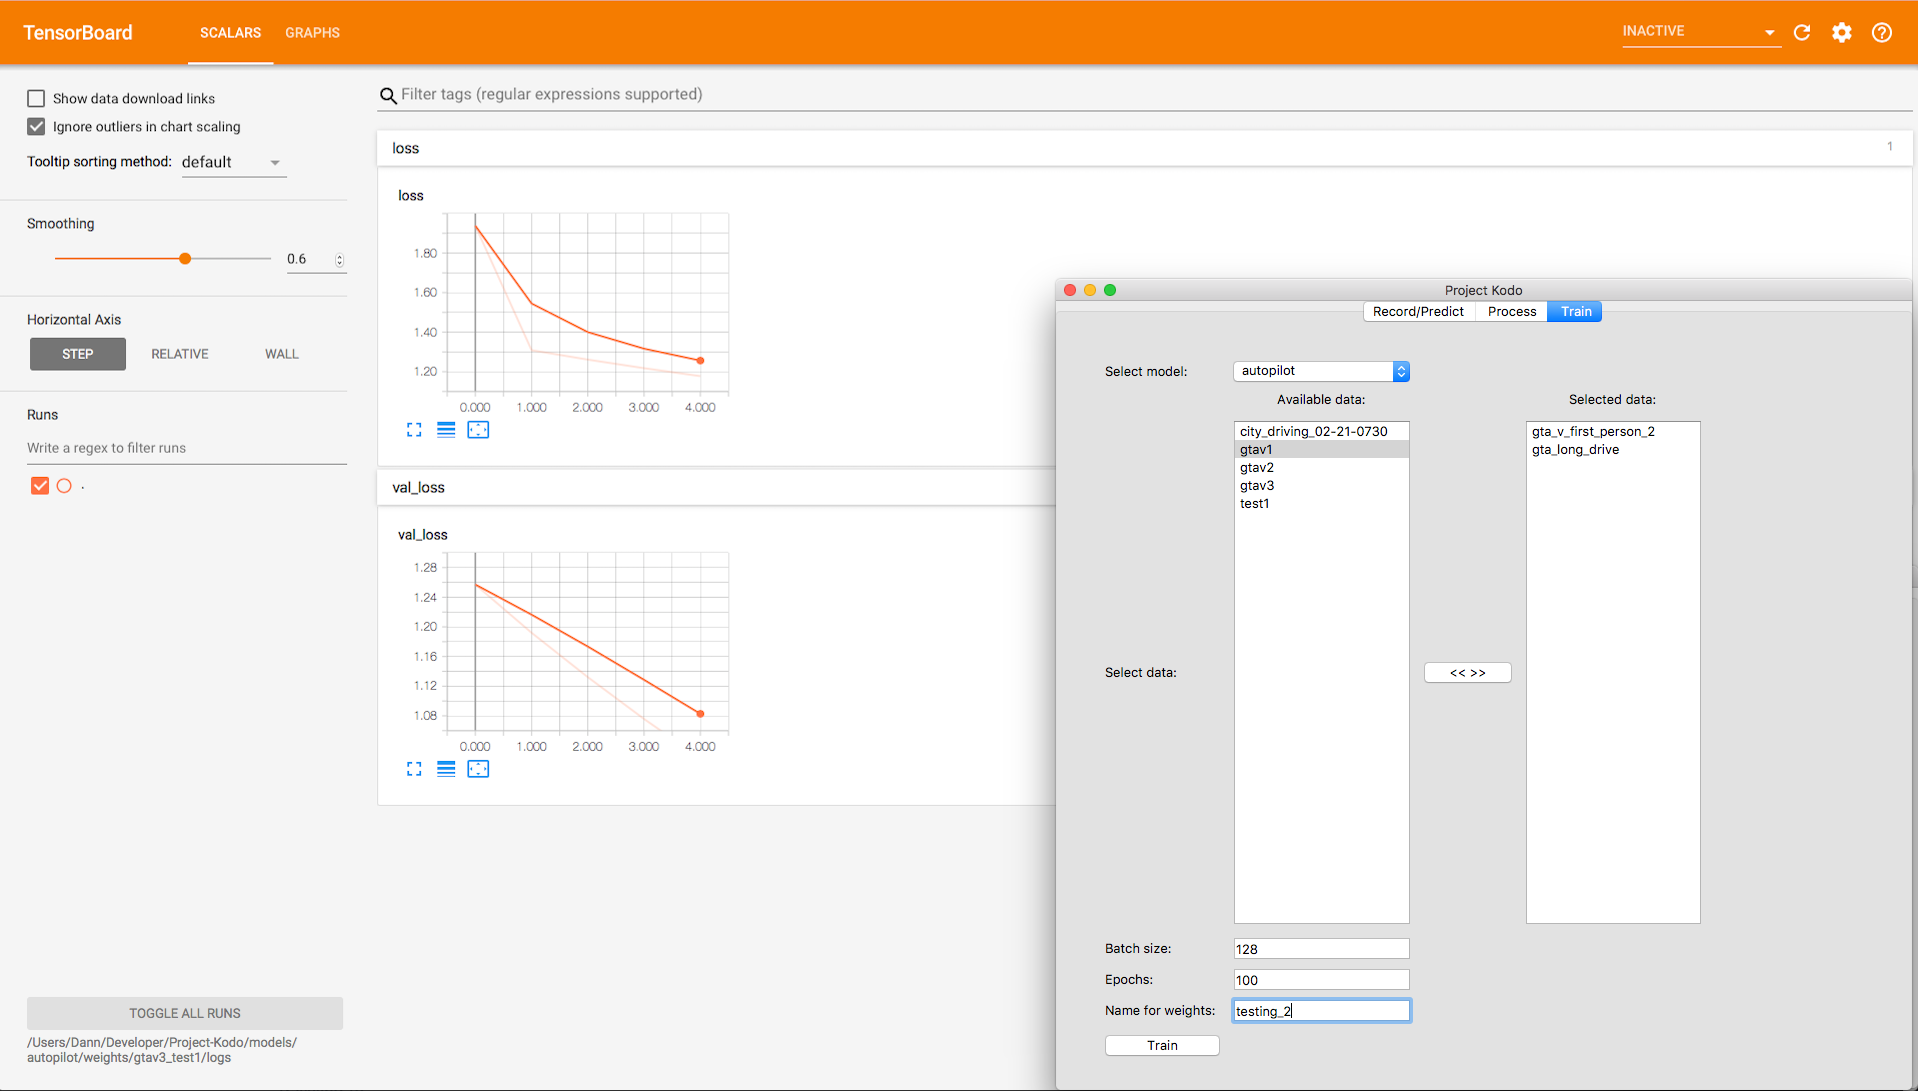 TensorBoard
SCALARS
GRAPHS
INACTIVE
Show data download links
Ignore outliers in chart scaling
Tooltip sorting method: default
Smoothing
0.6
Horizontal Axis
STEP
RELATIVE
WALL
Runs
Write a regex to filter runs
.
TOGGLE ALL RUNS
/Users/Dann/Developer/Project-Kodo/models/
autopilot/weights/gtav3_test1/logs
Filter tags (regular expressions supported)
loss
1
loss
1.80
1.60
1.40
1.20
0.000 1.000 2.000 3.000 4.000
val_loss
val_loss
1.28
1.24
1.20
1.16
1.12
1.08
0.000 1.000 2.000 3.000 4.000
Project Kodo
Record/Predict
Process
Train
Select model:
autopilot
Available data:
Selected data:
city_driving_02-21-0730
gtav1
gtav2
gtav3
test1
gta_v_first_person_2
gta_long_drive
Select data:
<< >>
Batch size:
128
Epochs:
100
Name for weights:
testing_2
Train